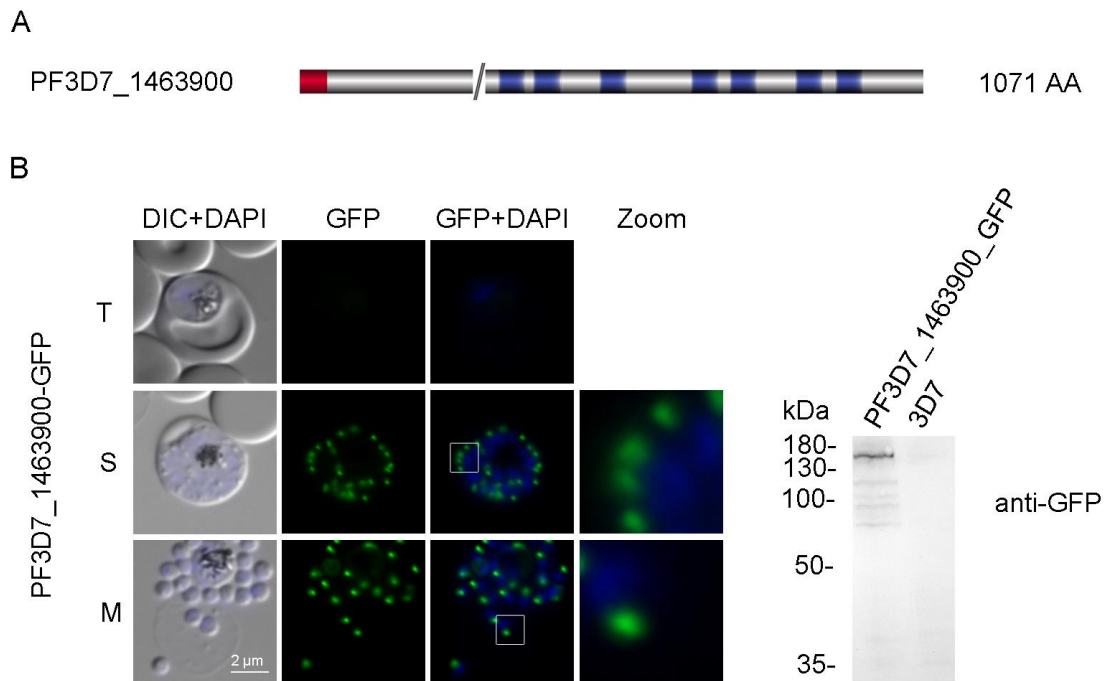 A
PF3D7_1463900
1071 AA
B
DIC+DAPI
GFP
GFP+DAPI
Zoom
PF3D7_1463900-GFP
T
S
M
2 µm
PF3D7_1463900_GFP
3D7
kDa
180-
130-
100-
50-
35-
anti-GFP